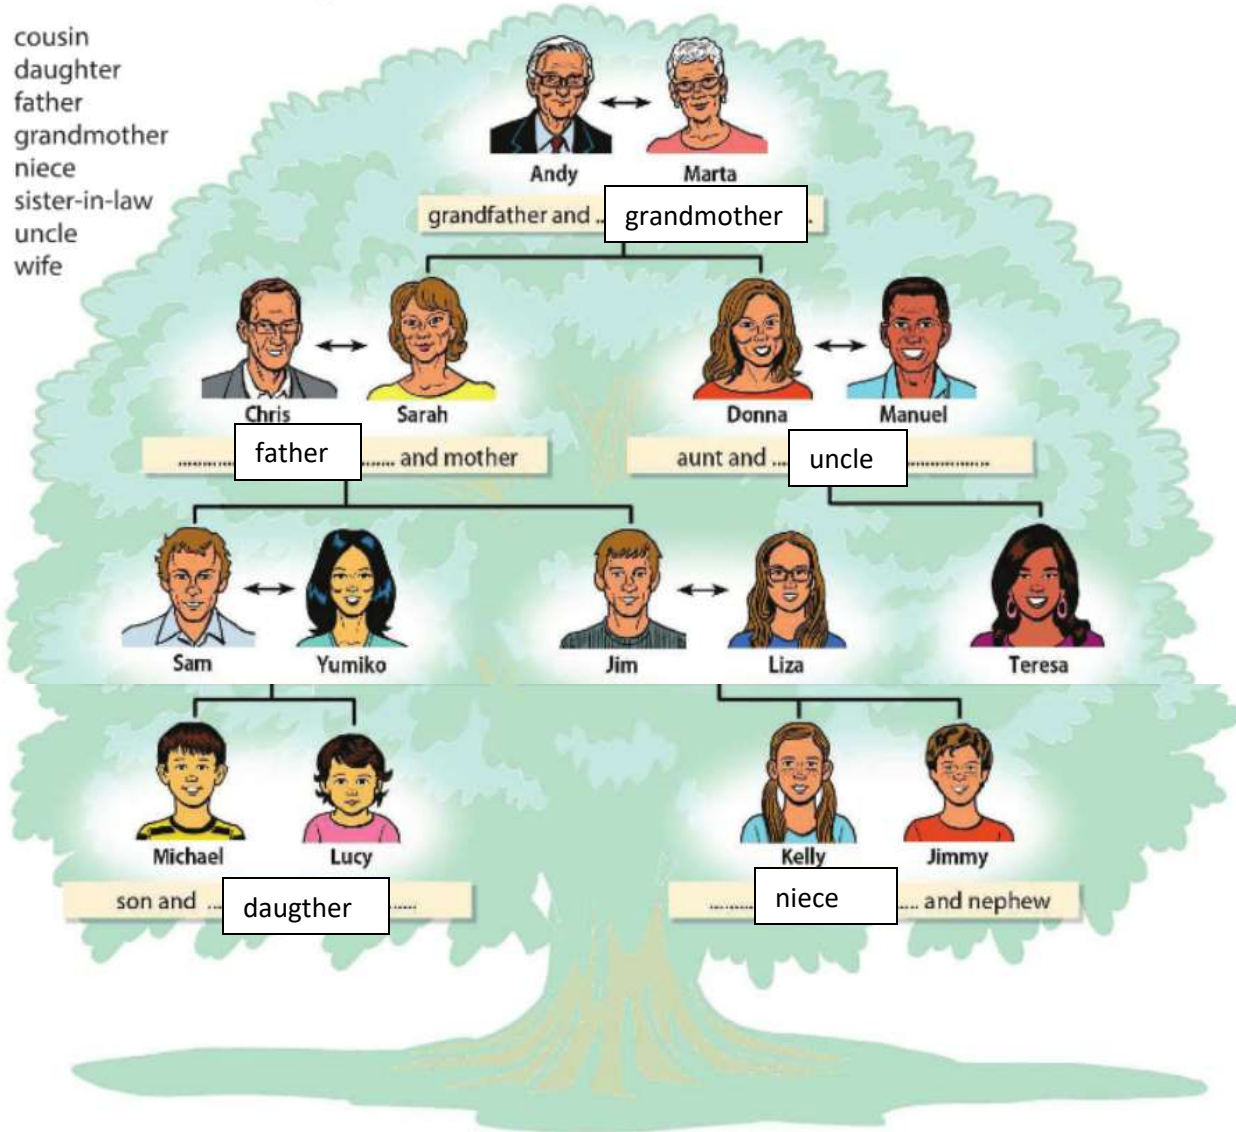 cousin
daughter
father
grandmother
niece
sister-in-law
uncle
wife
Andy Marta
grandfather and .. grandmother .
Chris Sarah Donna Manuel
............ father ....... and mother
aunt and ... uncle ................
Sam Yumiko Jim Liza Teresa
Michael Lucy Kelly Jimmy
son and ... daugther ......
........ niece .... and nephew